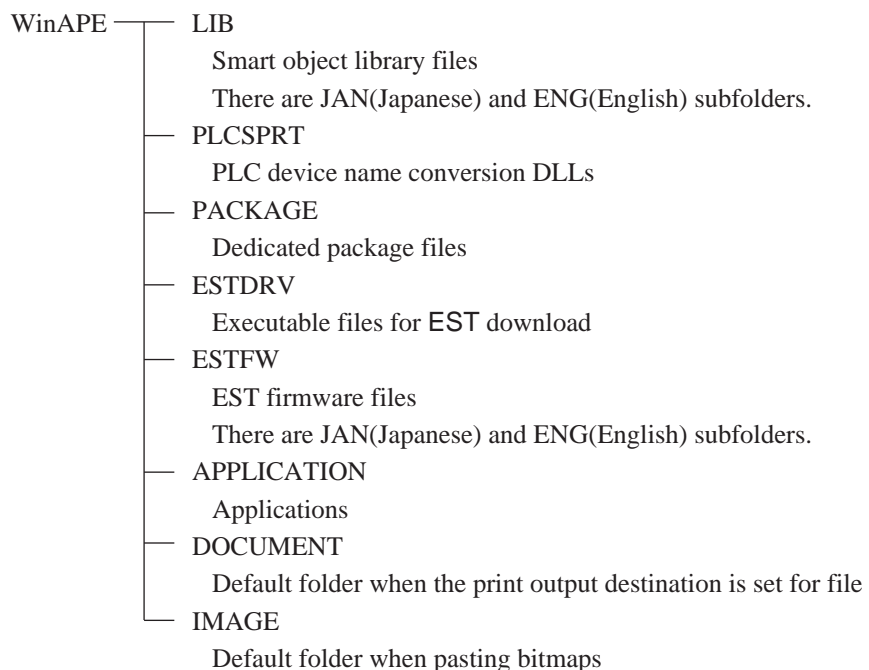 WinAPE LIB
Smart object library files
There are JAN(Japanese) and ENG(English) subfolders.
PLCSPRT
PLC device name conversion DLLs
PACKAGE
Dedicated package files
ESTDRV
Executable files for EST download
ESTFW
EST firmware files
There are JAN(Japanese) and ENG(English) subfolders.
APPLICATION
Applications
DOCUMENT
Default folder when the print output destination is set for file
IMAGE
Default folder when pasting bitmaps